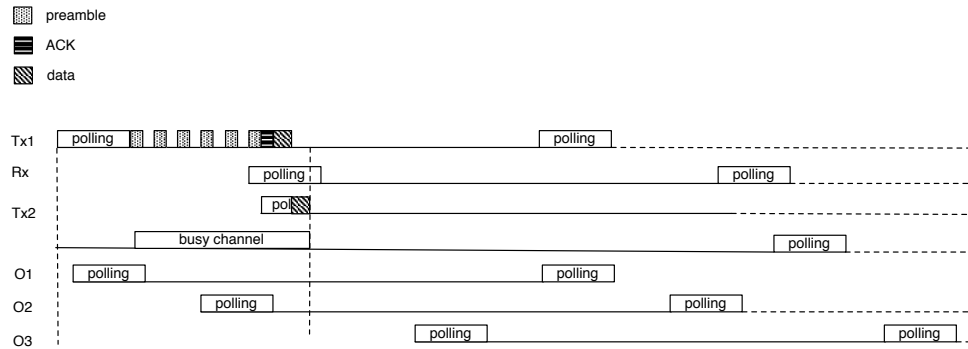 preamble
ACK
data
Tx1 polling polling
Rx polling polling
Tx2 pol
busy channel polling
O1 polling polling
O2 polling polling
O3 polling polling